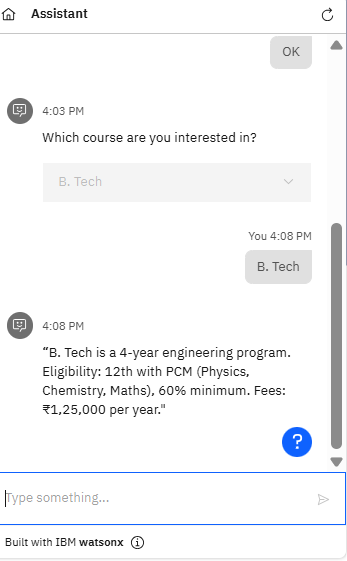 Assistant
OK
4:03 PM
Which course are you interested in?
B. Tech
You 4:08 PM
B. Tech
4:08 PM
“B. Tech is a 4-year engineering program.
Eligibility: 12th with PCM (Physics,
Chemistry, Maths), 60% minimum. Fees:
₹1,25,000 per year."
?
Type something...
Built with IBM watsonx